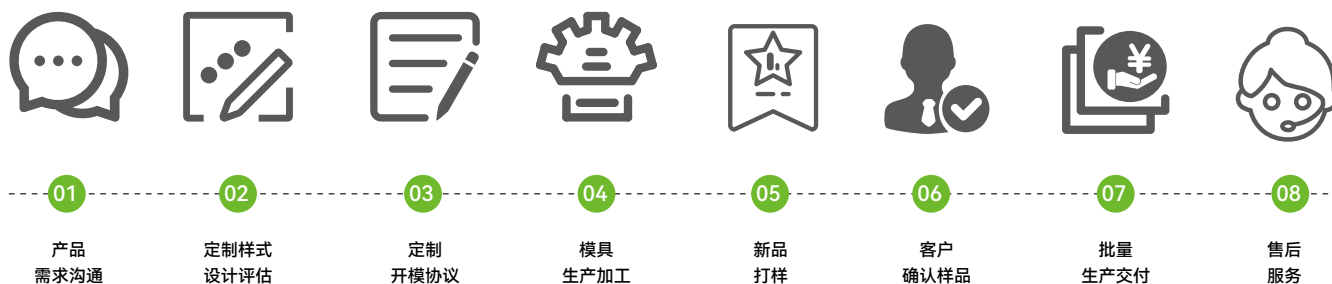 01 02 03 04 05 06 07 08
产品 定制样式 定制 模具 新品 客户 批量 售后
需求沟通 设计评估 开模协议 生产加工 打样 确认样品 生产交付 服务